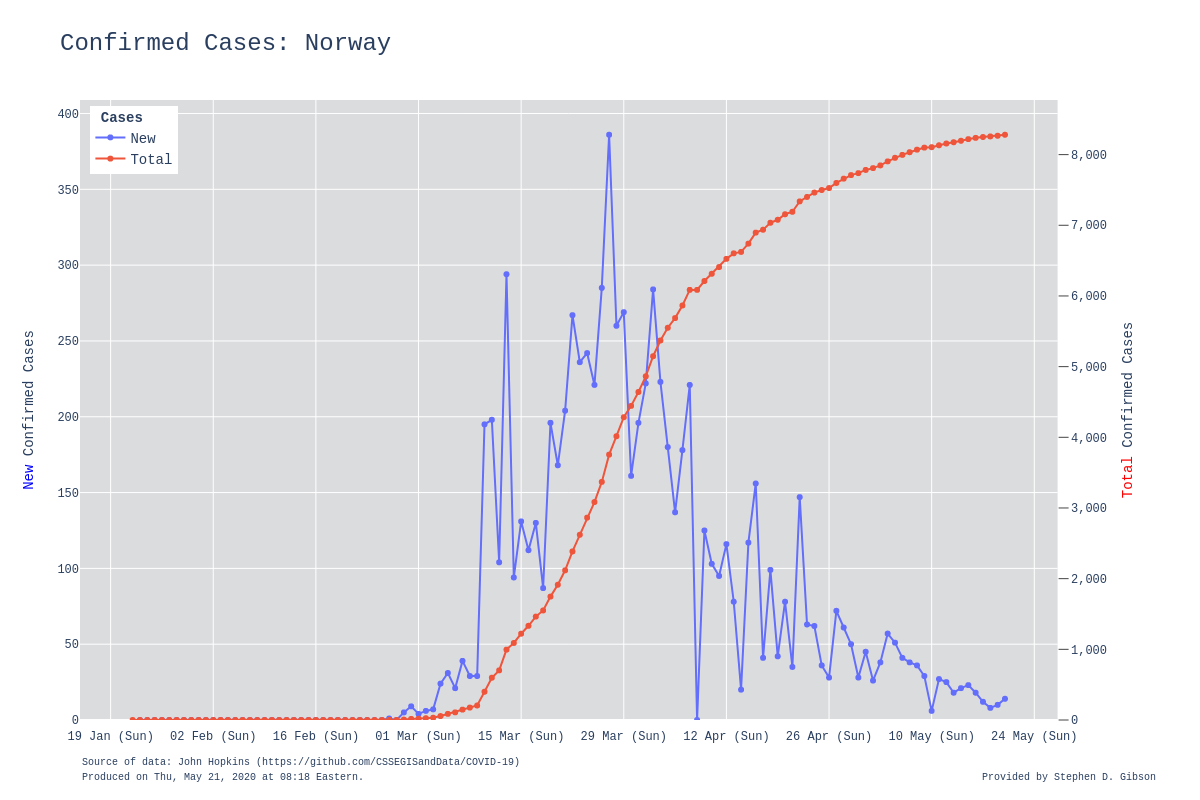 Confirmed Cases: Norway
Cases
New
Total
400
350
300
250
200
150
100
50
0
8,000
7,000
6,000
5,000
4,000
3,000
2,000
1,000
0
New Confirmed Cases
Total Confirmed Cases
19 Jan (Sun) 02 Feb (Sun) 16 Feb (Sun) 01 Mar (Sun) 15 Mar (Sun) 29 Mar (Sun) 12 Apr (Sun) 26 Apr (Sun) 10 May (Sun) 24 May (Sun)
Source of data: John Hopkins (https://github.com/CSSEGISandData/COVID-19)
Produced on Thu, May 21, 2020 at 08:18 Eastern.
Provided by Stephen D. Gibson